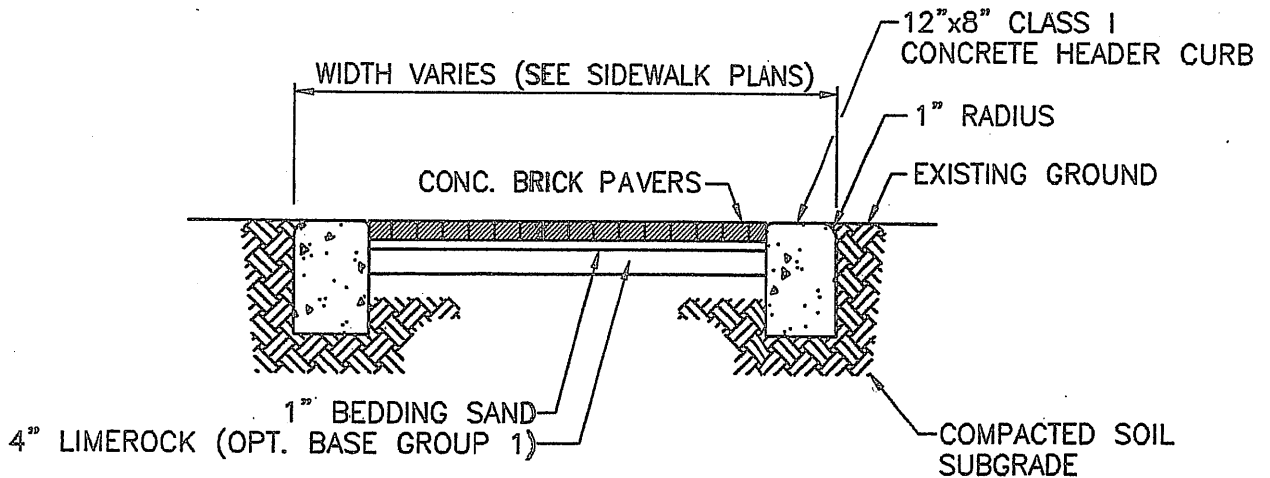 12"x8" CLASS I
CONCRETE HEADER CURB
WIDTH VARIES (SEE SIDEWALK PLANS)
1" RADIUS
CONC. BRICK PAVERS
EXISTING GROUND
1" BEDDING SAND
4" LIMEROCK (OPT. BASE GROUP 1)
COMPACTED SOIL
SUBGRADE